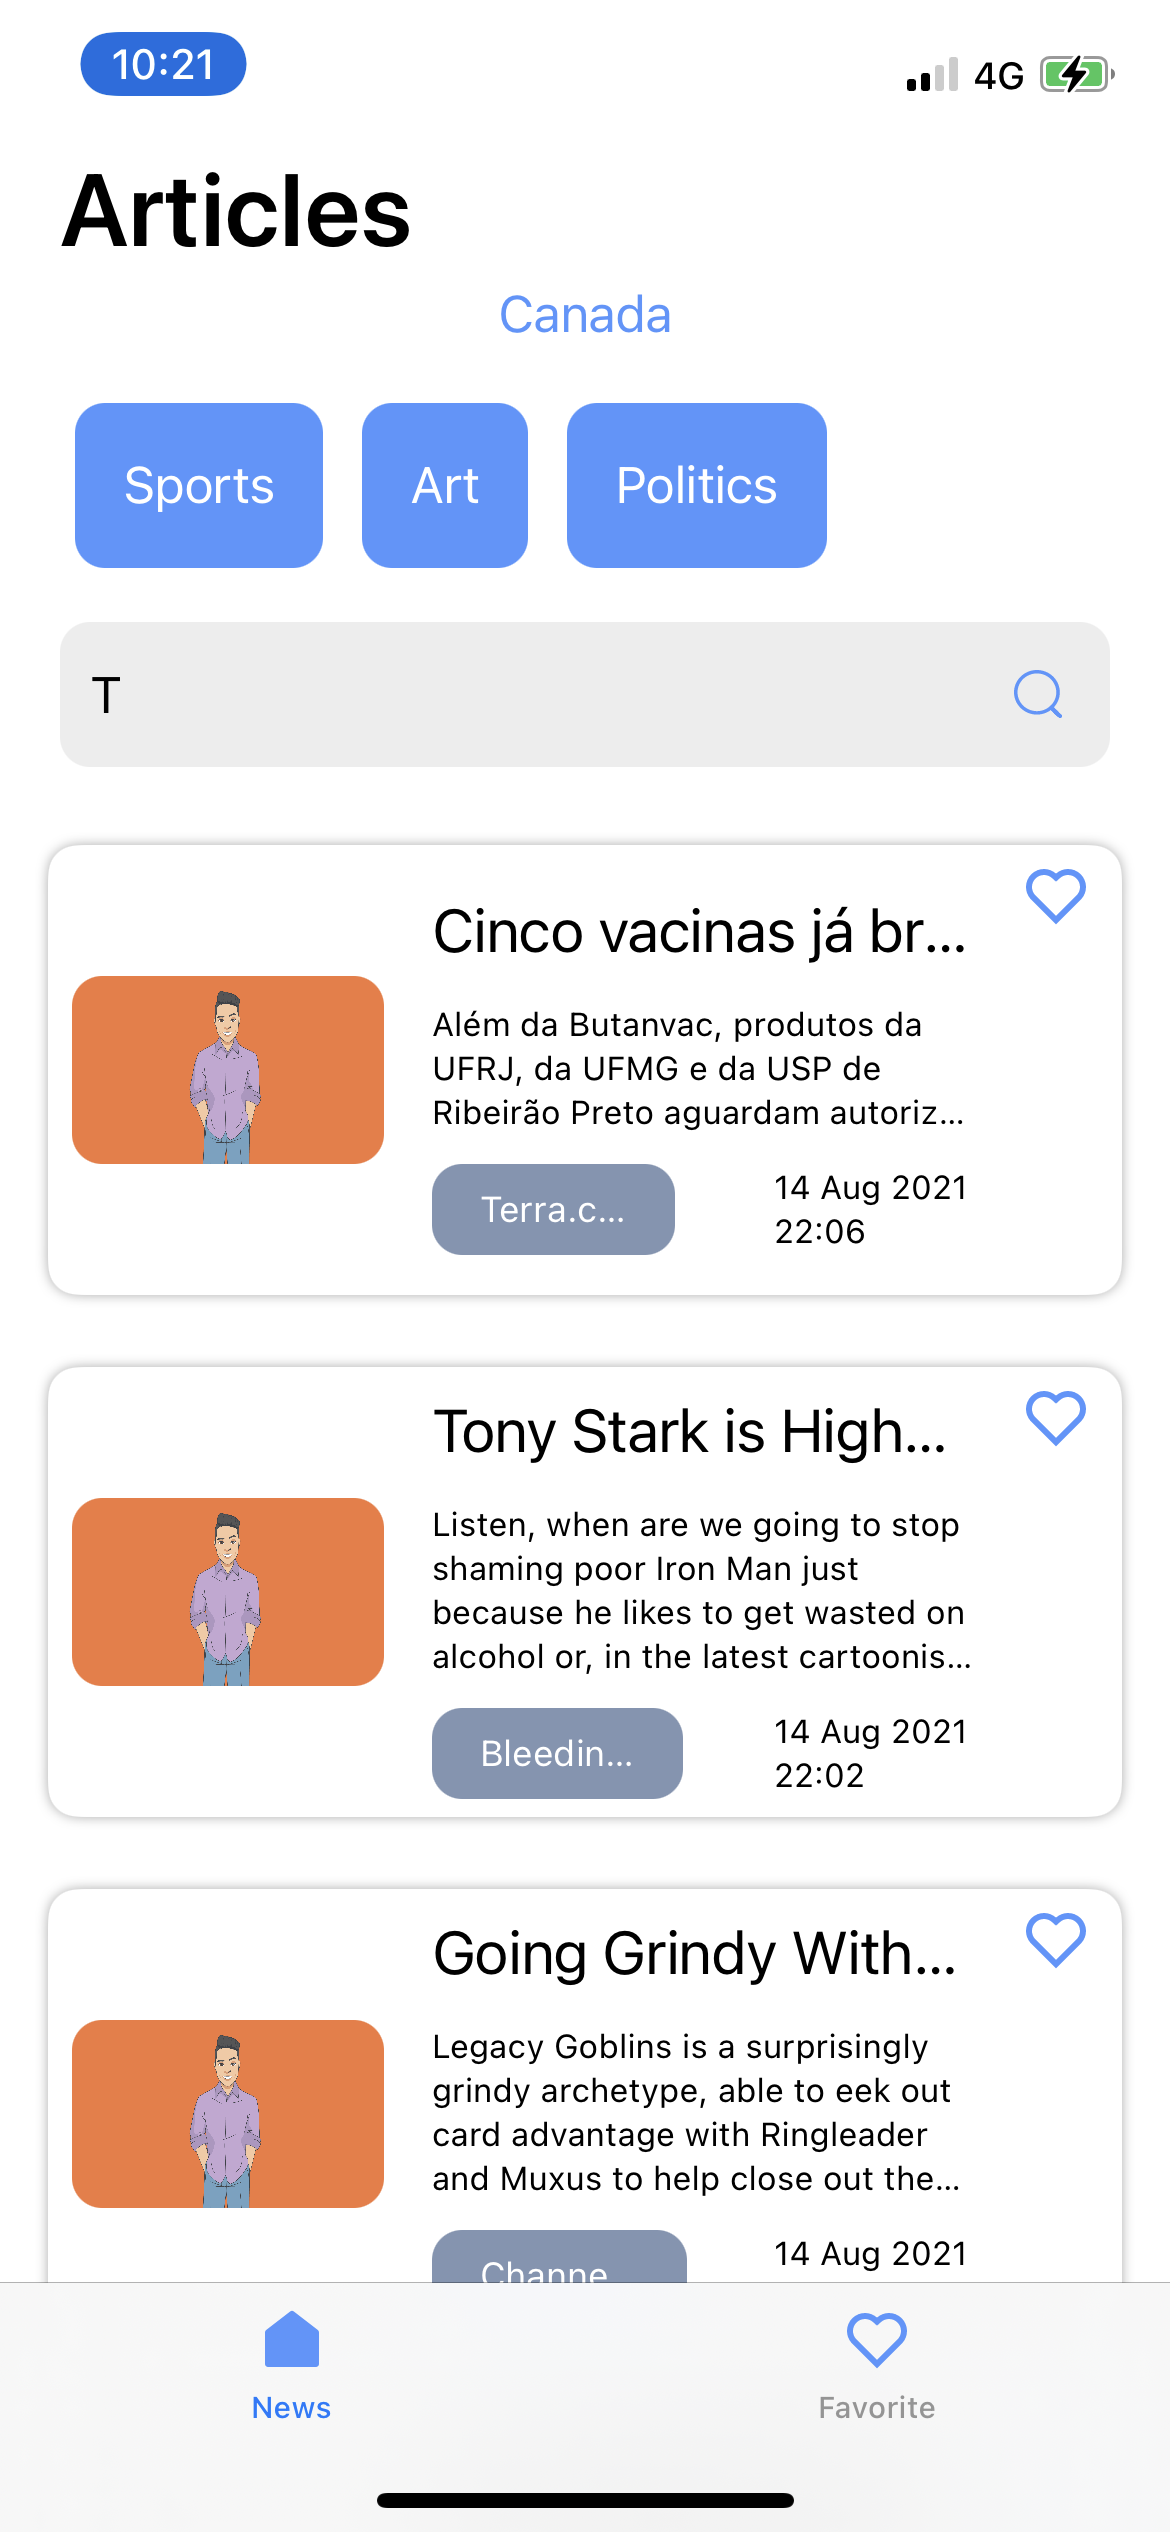 10:21
4G
Articles
Canada
Sports
Art
Politics
T
Cinco vacinas já br...
Além da Butanvac, produtos da
UFRJ, da UFMG e da USP de
Ribeirão Preto aguardam autoriz...
Terra.c...
14 Aug 2021
22:06
Tony Stark is High...
Listen, when are we going to stop
shaming poor Iron Man just
because he likes to get wasted on
alcohol or, in the latest cartoonis...
Bleedin...
14 Aug 2021
22:02
Going Grindy With...
Legacy Goblins is a surprisingly
grindy archetype, able to eek out
card advantage with Ringleader
and Muxus to help close out the...
Channe
14 Aug 2021
News
Favorite